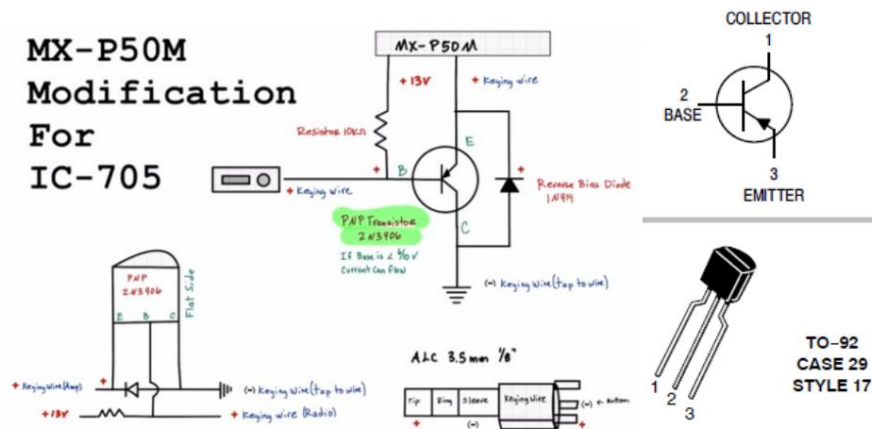 MX-P50M
Modification
For
IC-705
MX-P50M
+ 13V
+ Keying Wire
Resistor 10kΩ
E
+
B
+
+ Keying Wire
Reverse Bias Diode
C
PNP Transistor
2N3906
If Base is <
Current Can flow
(-) Keying Wire (tap to wire)
PNP
2N3906
E B C
Flat Side
+ Keying Wire (Amp)
+
(-) Keying Wire (tap to wire)
+13V
+ Keying Wire (Radio)
ALC 3.5mm 1/8"
Tip Ring Sleeve Keying Wire
(-) ← Bottom
+ (-) +
COLLECTOR
1
2
BASE
3
EMITTER
1
2
3
TO-92
CASE 29
STYLE 17